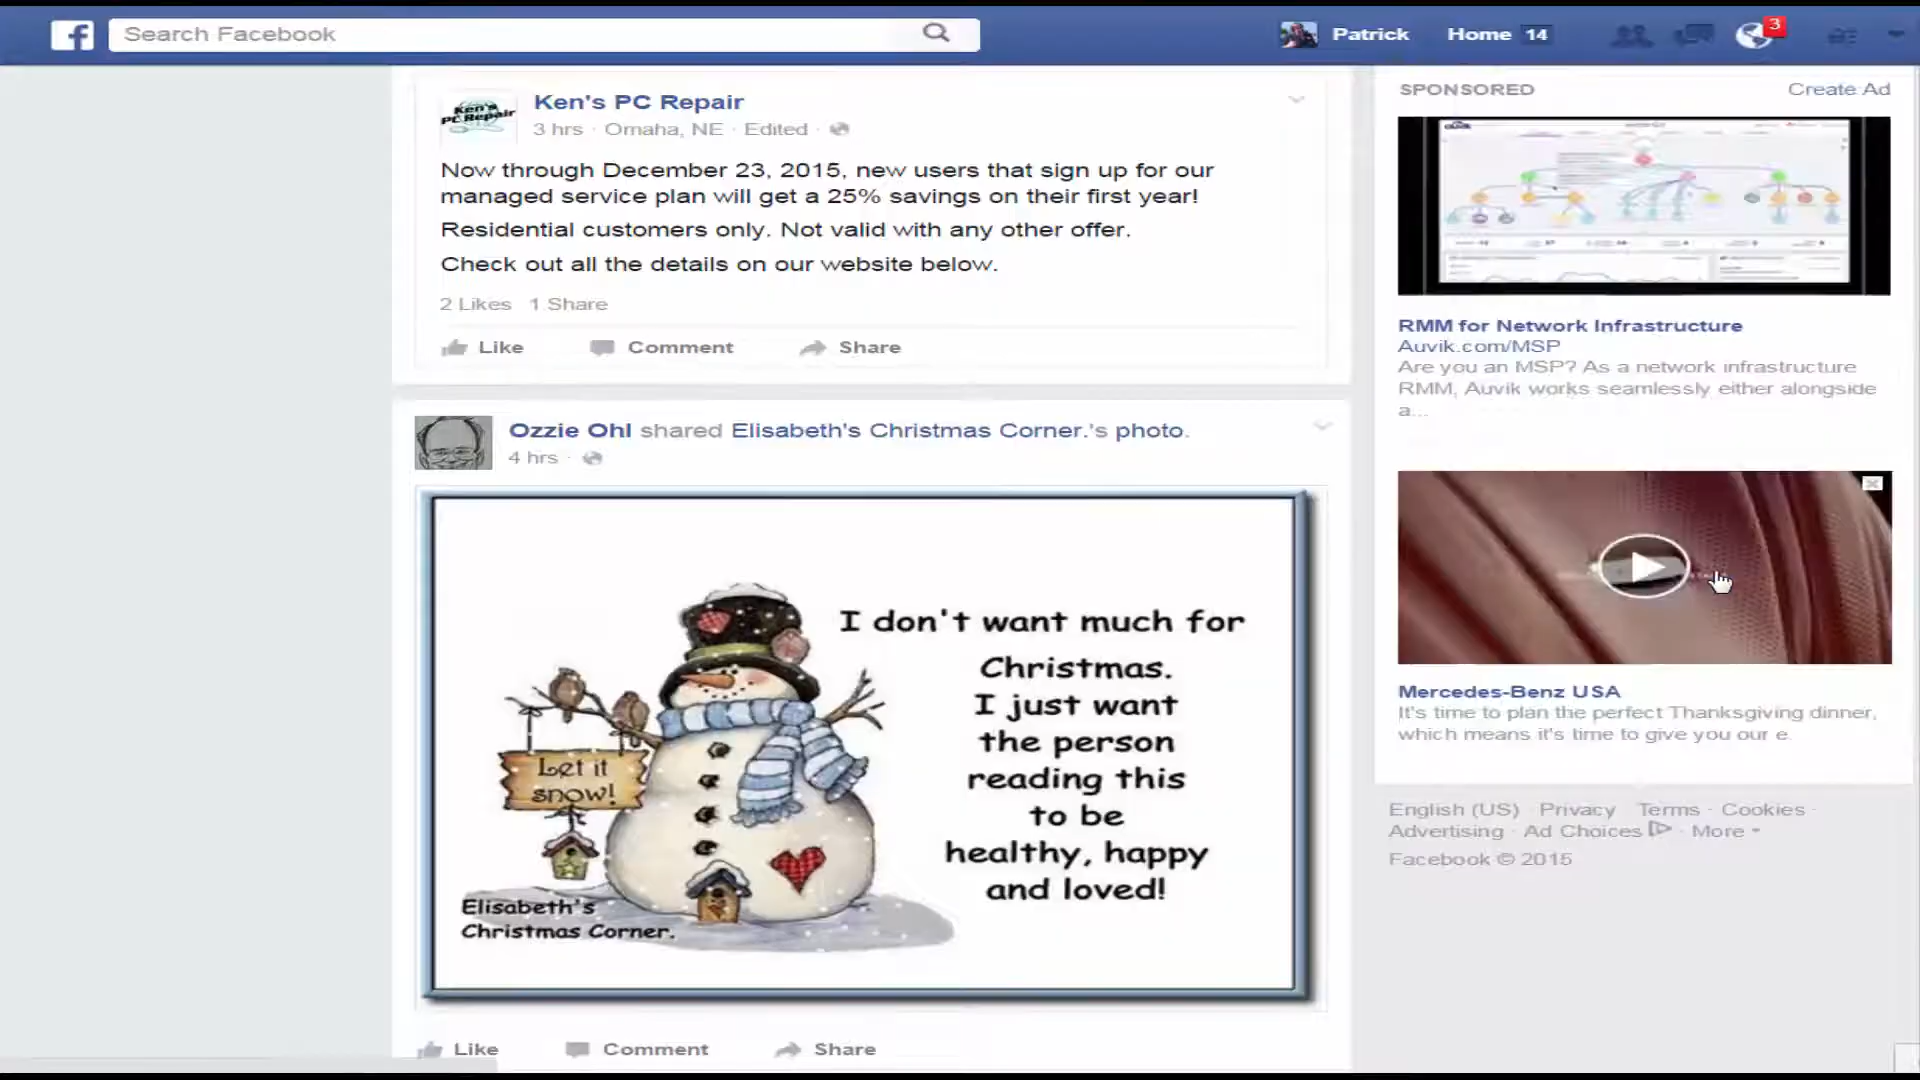 Search Facebook
Patrick
Home 14
3
Ken's PC Repair
Ken's PC Repair
3 hrs · Omaha, NE · Edited ·
Now through December 23, 2015, new users that sign up for our
managed service plan will get a 25% savings on their first year!
Residential customers only. Not valid with any other offer.
Check out all the details on our website below.
2 Likes 1 Share
Like Comment Share
Ozzie Ohl shared Elisabeth's Christmas Corner.'s photo.
4 hrs ·
I don't want much for
Christmas.
I just want
the person
reading this
to be
healthy, happy
and loved!
Let it
snow!
Elisabeth's
Christmas Corner.
Like Comment Share
SPONSORED
Create Ad
RMM for Network Infrastructure
Auvik.com/MSP
Are you an MSP? As a network infrastructure
RMM, Auvik works seamlessly either alongside
a...
Mercedes-Benz USA
It's time to plan the perfect Thanksgiving dinner,
which means it's time to give you our e
English (US) · Privacy · Terms · Cookies ·
Advertising · Ad Choices · More
Facebook © 2015